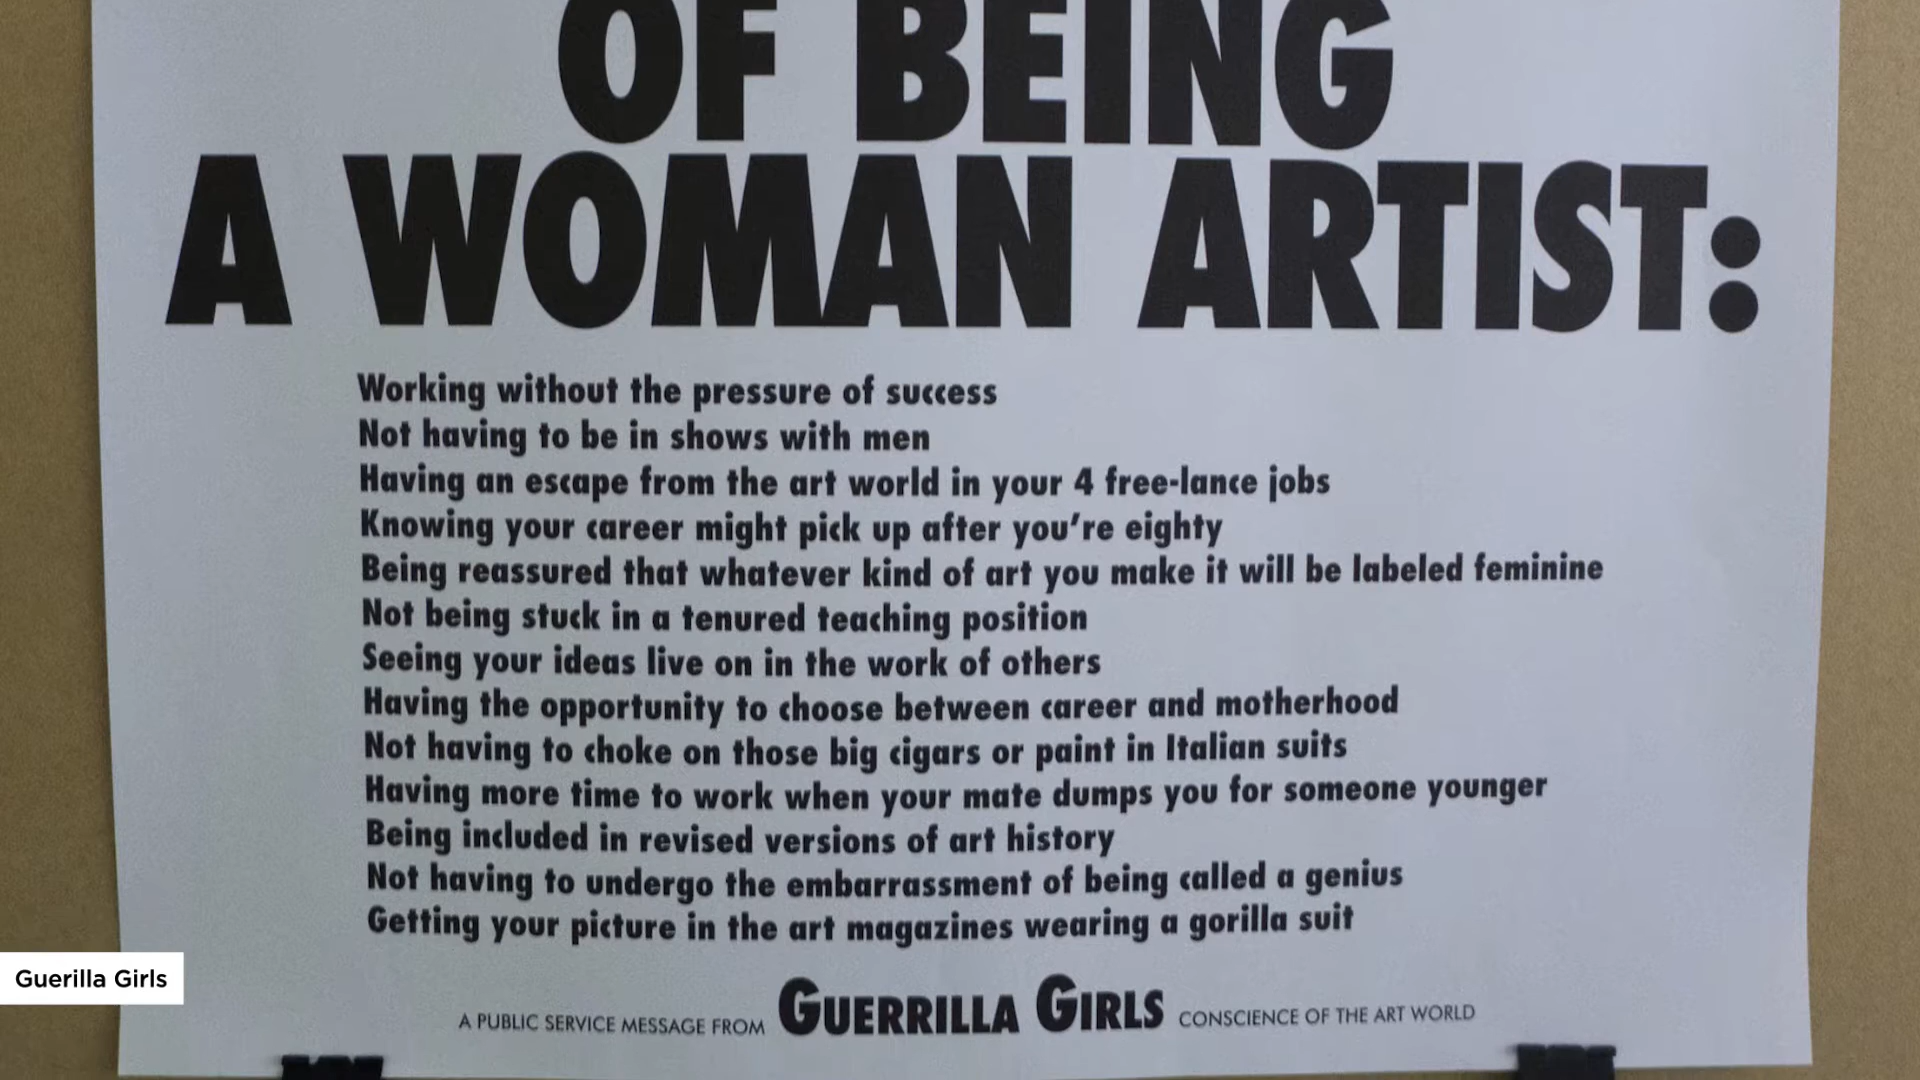 OF BEING
A WOMAN ARTIST:
Working without the pressure of success
Not having to be in shows with men
Having an escape from the art world in your 4 free-lance jobs
Knowing your career might pick up after you're eighty
Being reassured that whatever kind of art you make it will be labeled feminine
Not being stuck in a tenured teaching position
Seeing your ideas live on in the work of others
Having the opportunity to choose between career and motherhood
Not having to choke on those big cigars or paint in Italian suits
Having more time to work when your mate dumps you for someone younger
Being included in revised versions of art history
Not having to undergo the embarrassment of being called a genius
Getting your picture in the art magazines wearing a gorilla suit
Guerilla Girls
A PUBLIC SERVICE MESSAGE FROM GUERRILLA GIRLS CONSCIENCE OF THE ART WORLD